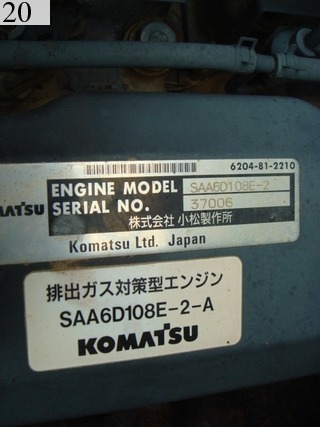 20
6204-81-2210
ENGINE MODEL SAA6D108E-2
SERIAL NO. 37006
株式会社 小松製作所
Komatsu Ltd. Japan
排出ガス対策型エンジン
SAA6D108E-2-A
KOMATSU